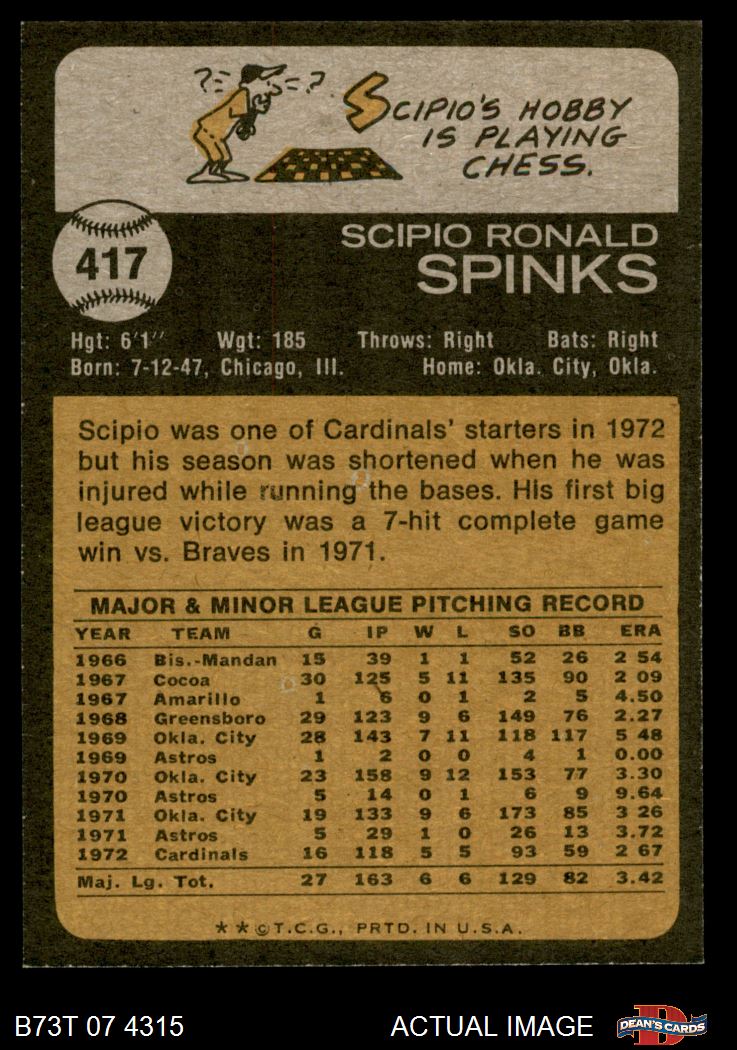 ? ?
SCIPIO'S HOBBY
IS PLAYING
CHESS.
417
SCIPIO RONALD
SPINKS
Hgt: 6'1" Wgt: 185 Throws: Right Bats: Right
Born: 7-12-47, Chicago, Ill. Home: Okla. City, Okla.
Scipio was one of Cardinals' starters in 1972
but his season was shortened when he was
injured while running the bases. His first big
league victory was a 7-hit complete game
win vs. Braves in 1971.
MAJOR & MINOR LEAGUE PITCHING RECORD
YEAR TEAM G IP W L SO BB ERA
1966 Bis.-Mandan 15 39 1 1 52 26 2 54
1967 Cocoa 30 125 5 11 135 90 2 09
1967 Amarillo 1 6 0 1 2 5 4.50
1968 Greensboro 29 123 9 6 149 76 2.27
1969 Okla. City 28 143 7 11 118 117 5 48
1969 Astros 1 2 0 0 4 1 0.00
1970 Okla. City 23 158 9 12 153 77 3.30
1970 Astros 5 14 0 1 6 9 9.64
1971 Okla. City 19 133 9 6 173 85 3 26
1971 Astros 5 29 1 0 26 13 3.72
1972 Cardinals 16 118 5 5 93 59 2 67
Maj. Lg. Tot. 27 163 6 6 129 82 3.42
* * © T.C.G., PRTD. IN U.S.A.
B73T 07 4315 ACTUAL IMAGE D DEAN'S CARDS